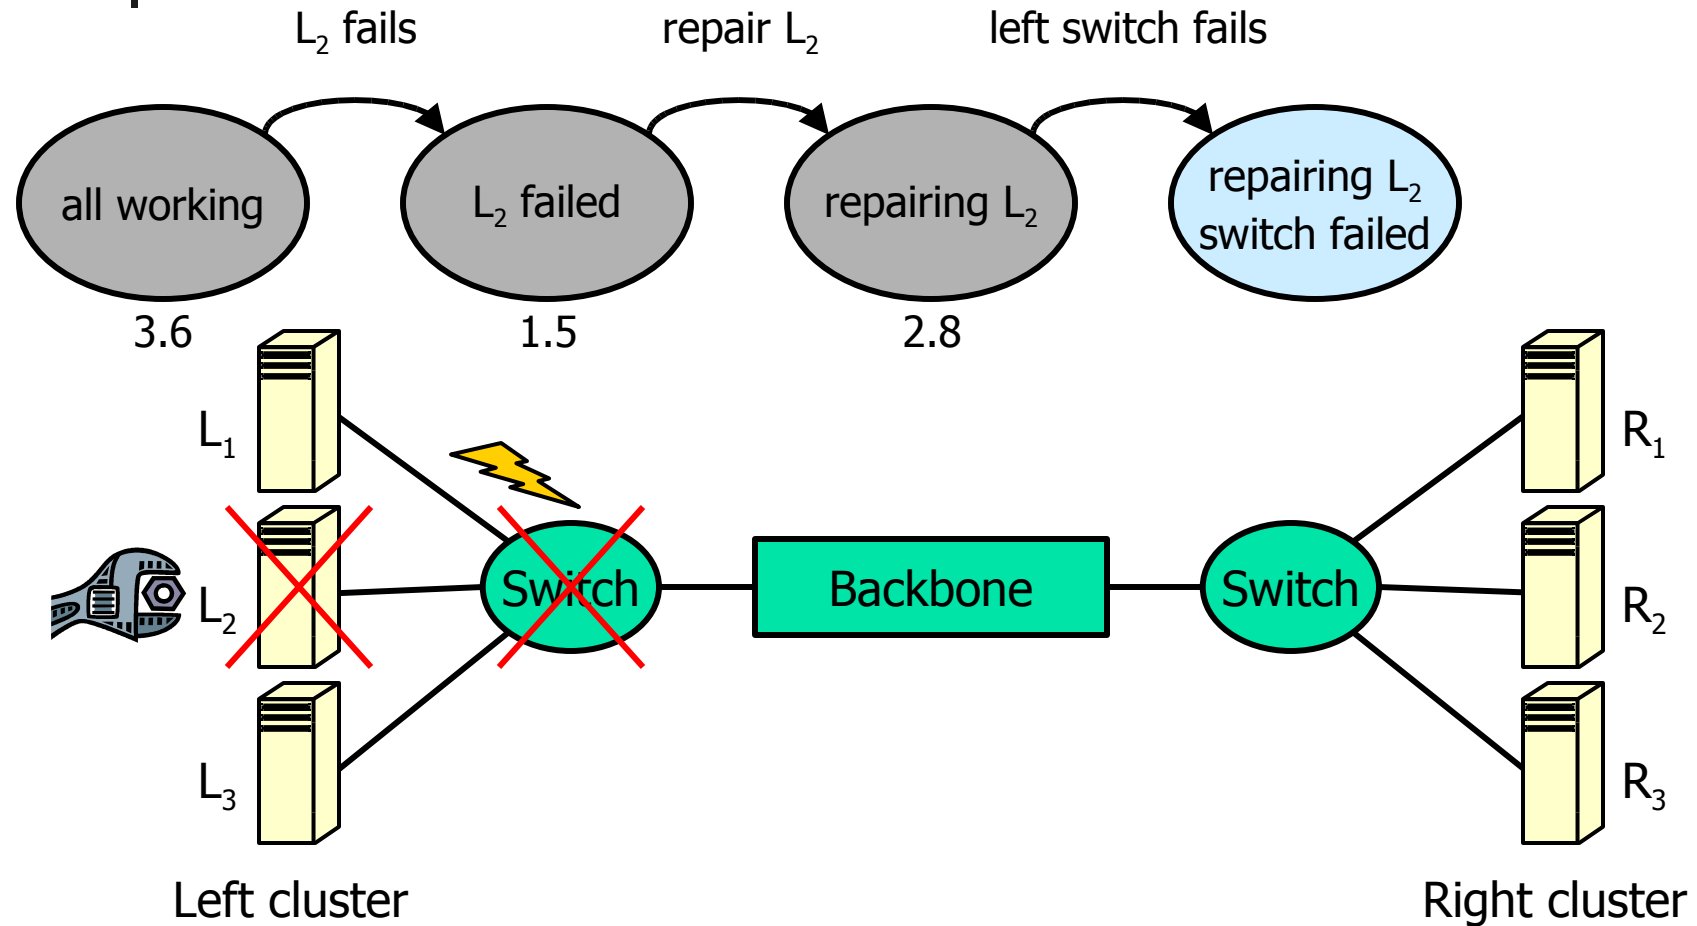 L₂ fails
repair L₂
left switch fails
all working
L₂ failed
repairing L₂
repairing L₂
switch failed
3.6
1.5
2.8
L₁
R₁
L₂
Switch
Backbone
Switch
R₂
L₃
R₃
Left cluster
Right cluster